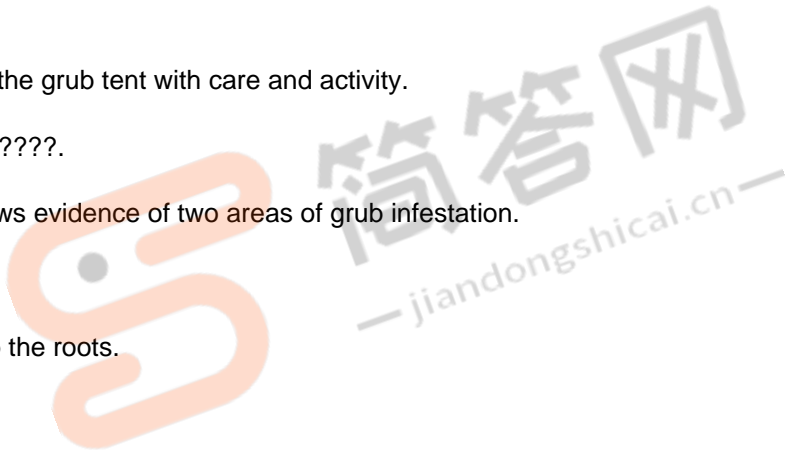 the grub tent with care and activity.
????.
ws evidence of two areas of grub infestation.
the roots.
简答网
jiandongshicai.cn